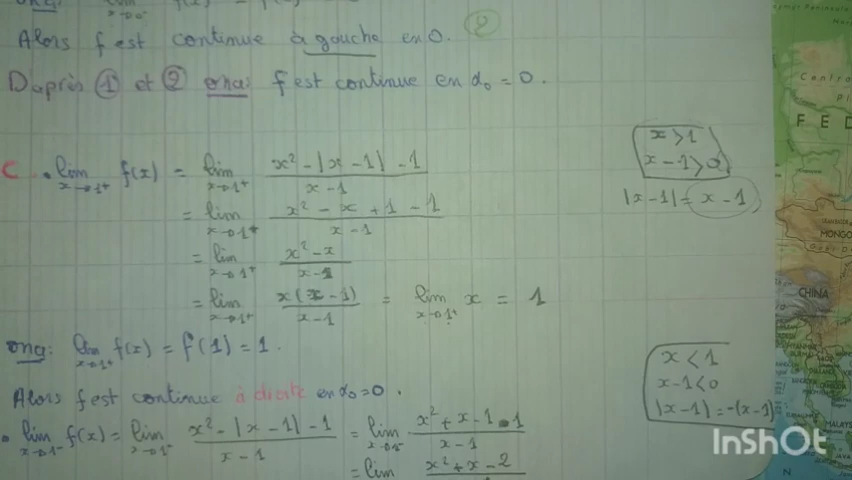 Alors f est continue à gauche en 0. ②
D'après ① et ② ona: f est continue en x₀ = 0.
x > 1
x - 1 > 0
|x - 1| = x - 1
C. • lim x→1⁺ f(x) = lim x→1⁺ (x² - |x - 1| - 1)/(x - 1)
= lim x→1⁺ (x² - x + 1 - 1)/(x - 1)
= lim x→1⁺ (x² - x)/(x - 1)
= lim x→1⁺ x(x - 1)/(x - 1) = lim x→1⁺ x = 1
ona: lim x→1⁺ f(x) = f(1) = 1.
Alors f est continue à droite en x₀ = 0.
x < 1
x - 1 < 0
|x - 1| = -(x - 1)
• lim x→1⁻ f(x) = lim x→1⁻ (x² - |x - 1| - 1)/(x - 1) = lim x→1⁻ (x² + x - 1 - 1)/(x - 1)
= lim x² + x - 2
CHINA
InShOt